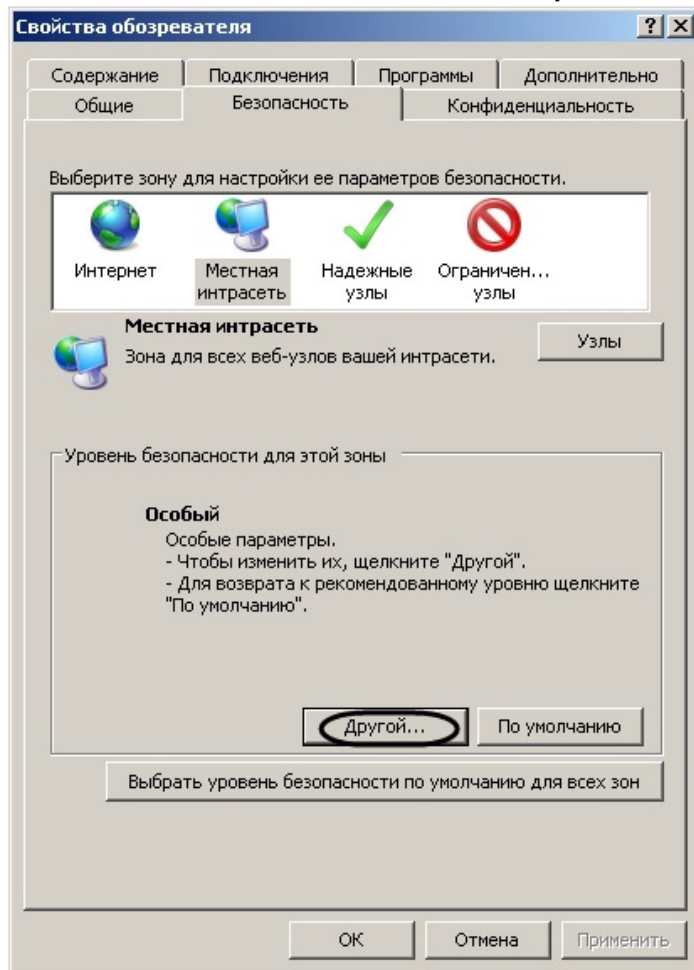 Свойства обозревателя
Содержание Подключения Программы Дополнительно
Общие Безопасность Конфиденциальность
Выберите зону для настройки ее параметров безопасности.
Интернет Местная интрасеть Надежные узлы Ограничен... узлы
Местная интрасеть
Зона для всех веб-узлов вашей интрасети.
Узлы
Уровень безопасности для этой зоны
Особый
Особые параметры.
- Чтобы изменить их, щелкните "Другой".
- Для возврата к рекомендованному уровню щелкните
"По умолчанию".
Другой... По умолчанию
Выбрать уровень безопасности по умолчанию для всех зон
ОК Отмена Применить